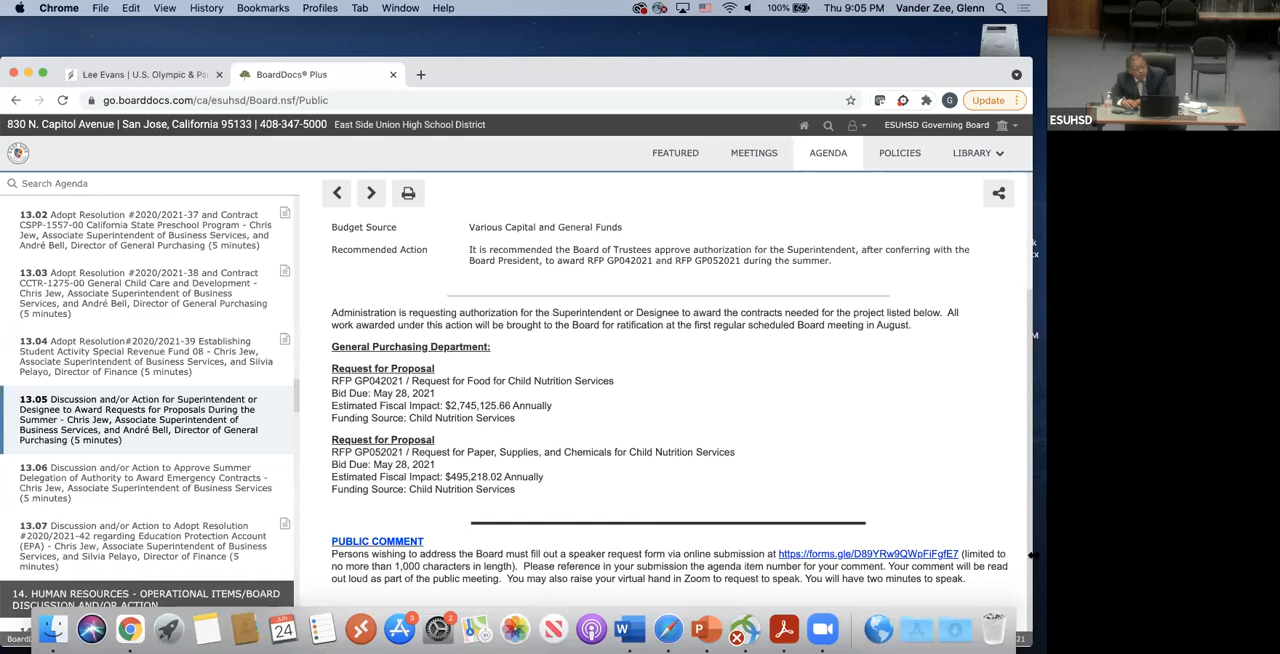 Chrome File Edit View History Bookmarks Profiles Tab Window Help 100% Thu 9:05 PM Vander Zee, Glenn
Lee Evans | U.S. Olympic & Pa
BoardDocs® Plus
go.boarddocs.com/ca/esuhsd/Board.nsf/Public
Update
830 N. Capitol Avenue | San Jose, California 95133 | 408-347-5000 East Side Union High School District
ESUHSD Governing Board
ESUHSD
FEATURED MEETINGS AGENDA POLICIES LIBRARY
Search Agenda
13.02 Adopt Resolution #2020/2021-37 and Contract
CSPP-1557-00 California State Preschool Program - Chris
Jew, Associate Superintendent of Business Services, and
André Bell, Director of General Purchasing (5 minutes)
13.03 Adopt Resolution #2020/2021-38 and Contract
CCTR-1275-00 General Child Care and Development -
Chris Jew, Associate Superintendent of Business
Services, and André Bell, Director of General Purchasing
(5 minutes)
13.04 Adopt Resolution#2020/2021-39 Establishing
Student Activity Special Revenue Fund 08 - Chris Jew,
Associate Superintendent of Business Services, and Silvia
Pelayo, Director of Finance (5 minutes)
13.05 Discussion and/or Action for Superintendent or
Designee to Award Requests for Proposals During the
Summer - Chris Jew, Associate Superintendent of
Business Services, and André Bell, Director of General
Purchasing (5 minutes)
13.06 Discussion and/or Action to Approve Summer
Delegation of Authority to Award Emergency Contracts -
Chris Jew, Associate Superintendent of Business Services
(5 minutes)
13.07 Discussion and/or Action to Adopt Resolution
#2020/2021-42 regarding Education Protection Account
(EPA) - Chris Jew, Associate Superintendent of Business
Services, and Silvia Pelayo, Director of Finance (5
minutes)
14. HUMAN RESOURCES - OPERATIONAL ITEMS/BOARD
DISCUSSION AND/OR ACTION
Budget Source Various Capital and General Funds
Recommended Action It is recommended the Board of Trustees approve authorization for the Superintendent, after conferring with the
Board President, to award RFP GP042021 and RFP GP052021 during the summer.
Administration is requesting authorization for the Superintendent or Designee to award the contracts needed for the project listed below. All
work awarded under this action will be brought to the Board for ratification at the first regular scheduled Board meeting in August.
General Purchasing Department:
Request for Proposal
RFP GP042021 / Request for Food for Child Nutrition Services
Bid Due: May 28, 2021
Estimated Fiscal Impact: $2,745,125.66 Annually
Funding Source: Child Nutrition Services
Request for Proposal
RFP GP052021 / Request for Paper, Supplies, and Chemicals for Child Nutrition Services
Bid Due: May 28, 2021
Estimated Fiscal Impact: $495,218.02 Annually
Funding Source: Child Nutrition Services
PUBLIC COMMENT
Persons wishing to address the Board must fill out a speaker request form via online submission at https://forms.gle/D89YRw9QWpFiFgfE7 (limited to
no more than 1,000 characters in length). Please reference in your submission the agenda item number for your comment. Your comment will be read
out loud as part of the public meeting. You may also raise your virtual hand in Zoom to request to speak. You will have two minutes to speak.
JUN
24
3
2